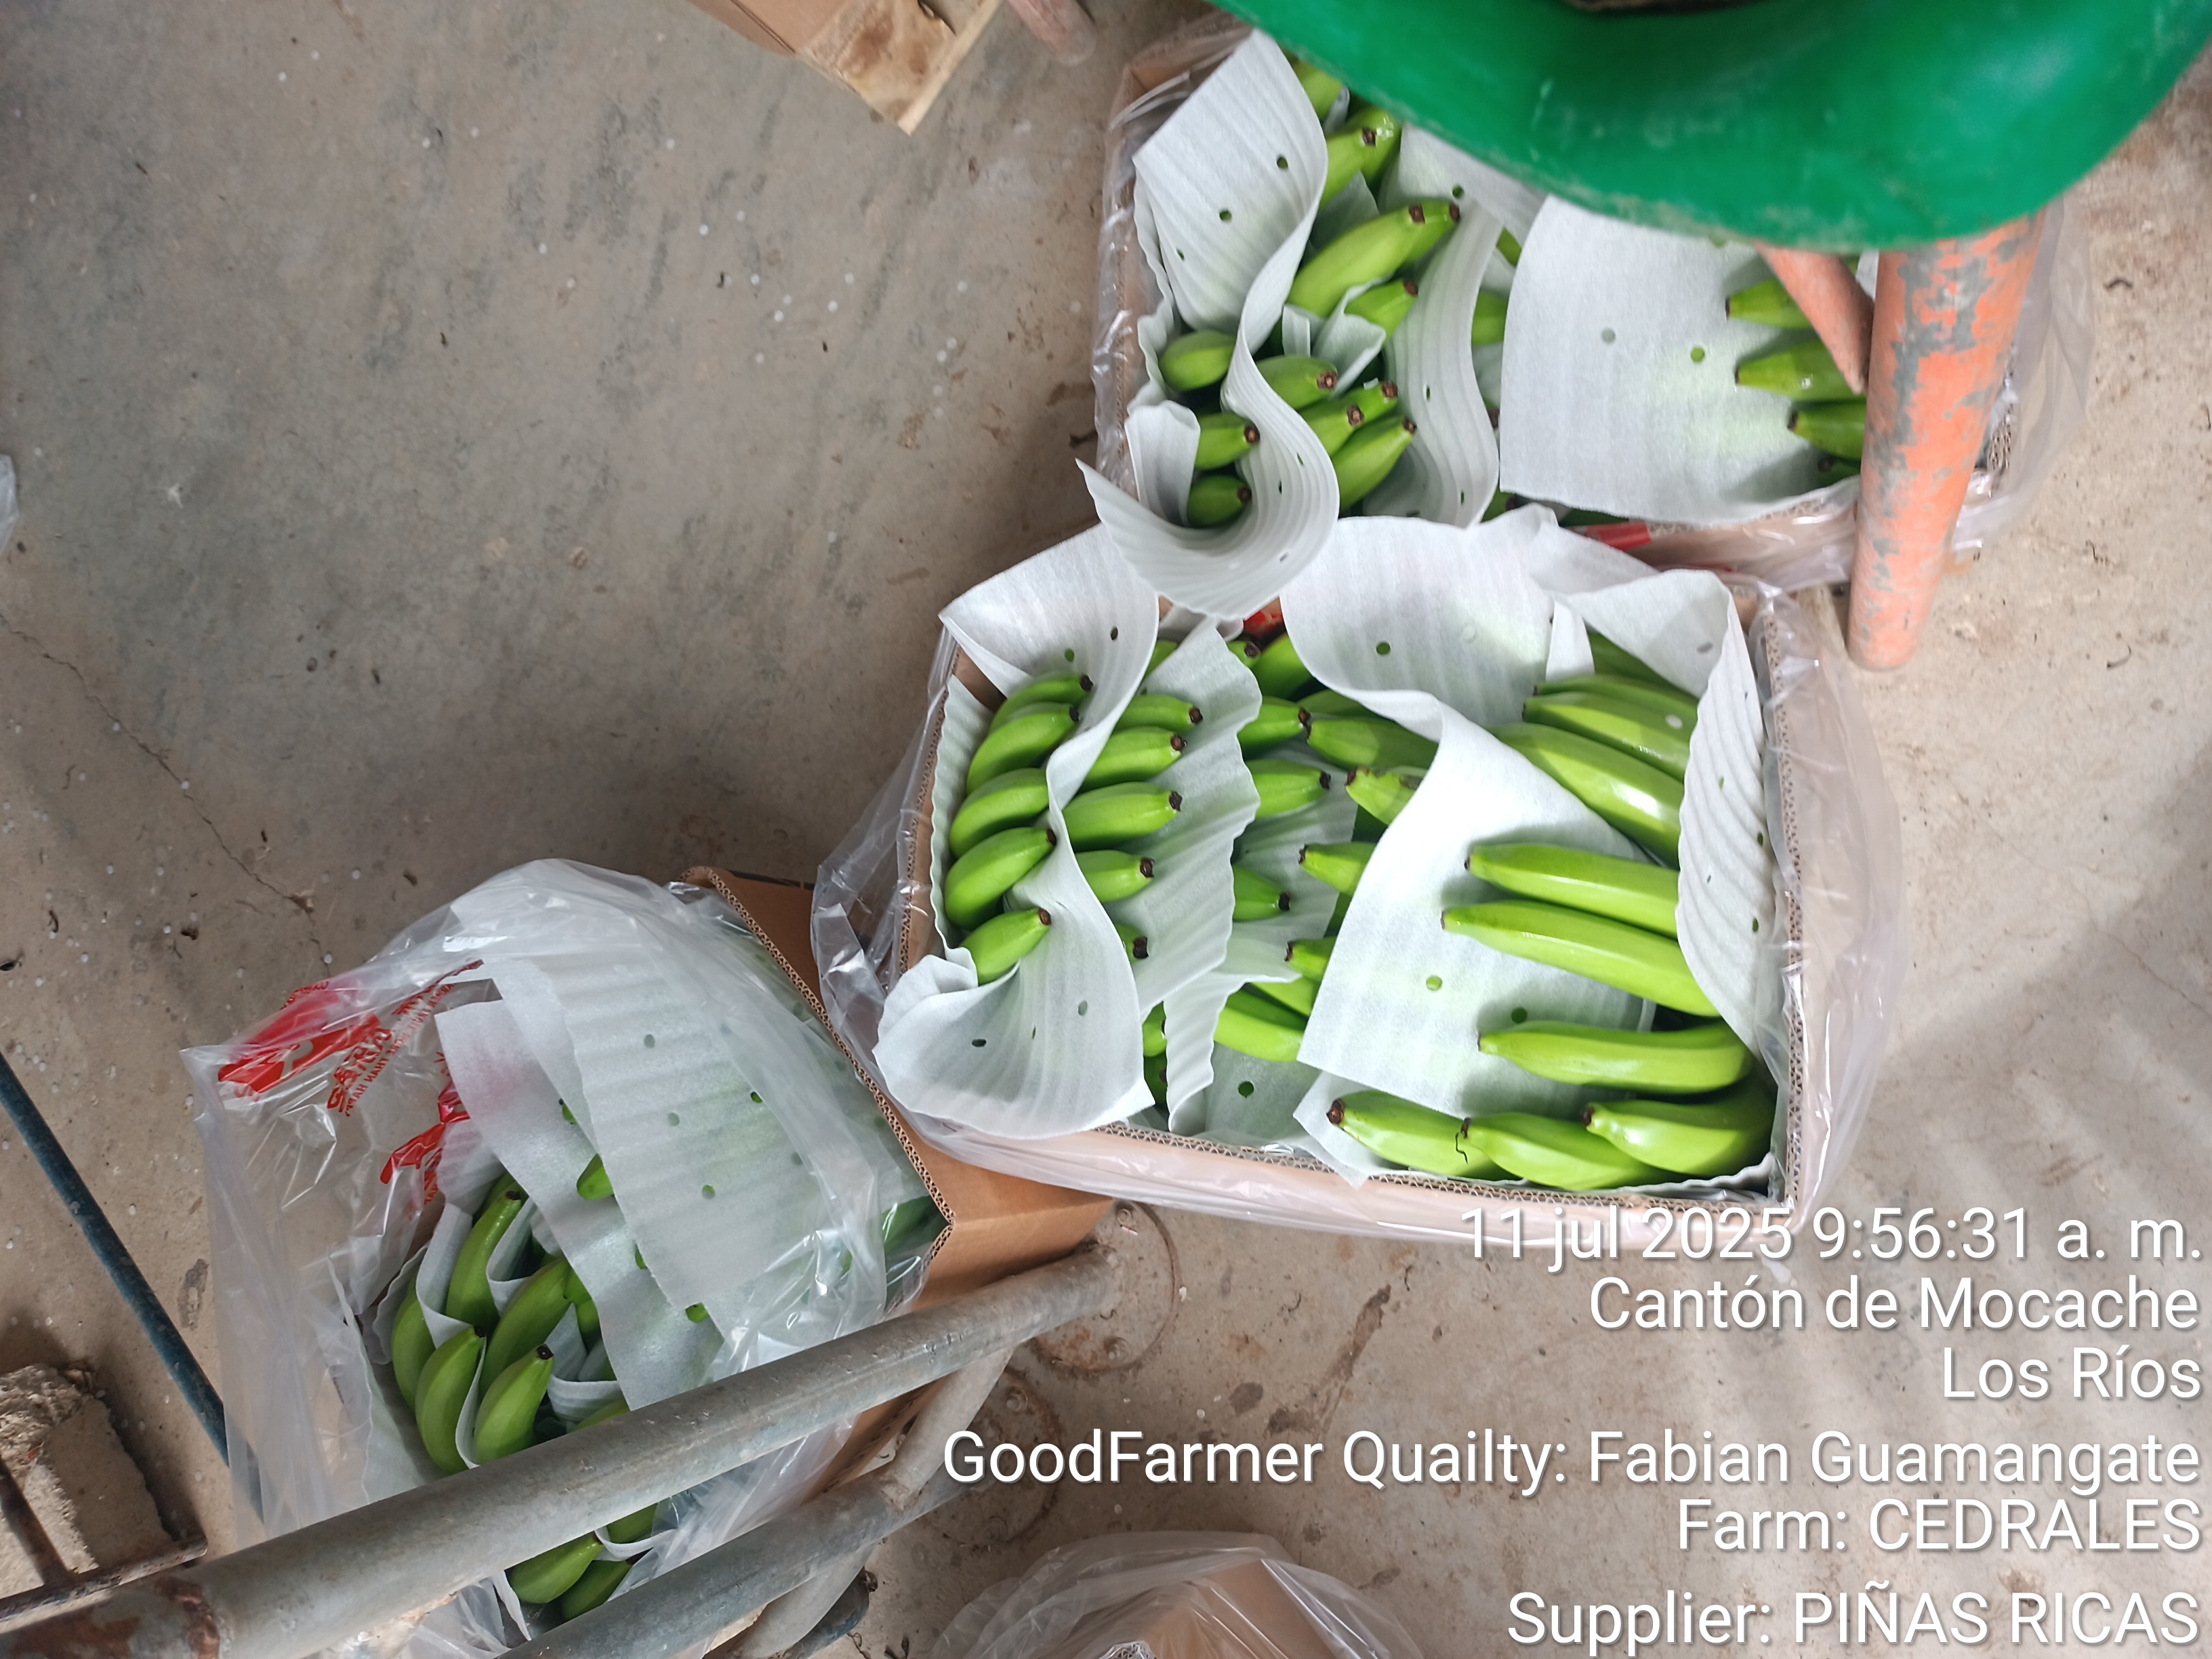 11 jul 2025 9:56:31 a. m.
Cantón de Mocache
Los Ríos
GoodFarmer Quailty: Fabian Guamangate
Farm: CEDRALES
Supplier: PIÑAS RICAS